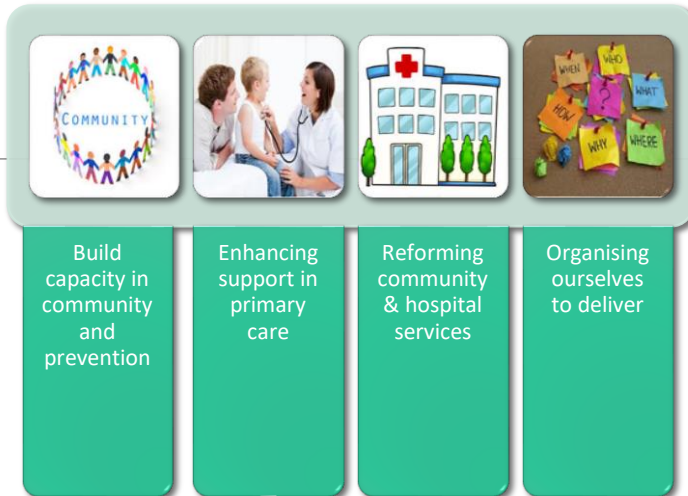 COMMUNITY
WHEN
WHO
WHAT
?
HOW
WHY
WHERE
Build
capacity in
community
and
prevention
Enhancing
support in
primary
care
Reforming
community
& hospital
services
Organising
ourselves
to deliver